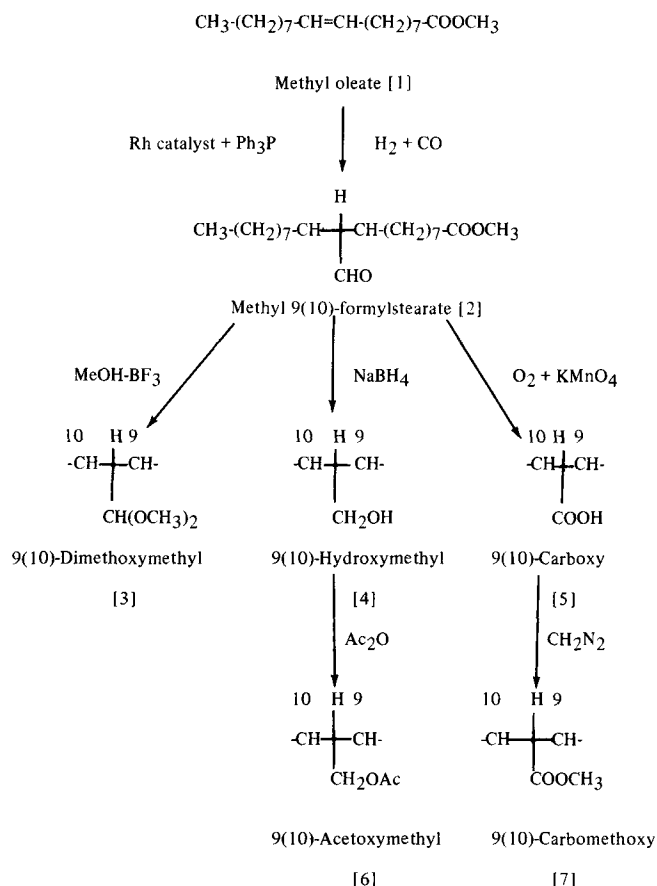 CH₃-(CH₂)₇-CH=CH-(CH₂)₇-COOCH₃
Methyl oleate [1]
Rh catalyst + Ph₃P
H₂ + CO
H
CH₃-(CH₂)₇-CH-CH-(CH₂)₇-COOCH₃
CHO
Methyl 9(10)-formylstearate [2]
MeOH-BF₃
NaBH₄
O₂ + KMnO₄
10 H 9
-CH-CH-
CH(OCH₃)₂
9(10)-Dimethoxymethyl
[3]
10 H 9
-CH-CH-
CH₂OH
9(10)-Hydroxymethyl
[4]
10 H 9
-CH-CH-
COOH
9(10)-Carboxy
[5]
Ac₂O
CH₂N₂
10 H 9
-CH-CH-
CH₂OAc
9(10)-Acetoxymethyl
[6]
10 H 9
-CH-CH-
COOCH₃
9(10)-Carbomethoxy
[7]